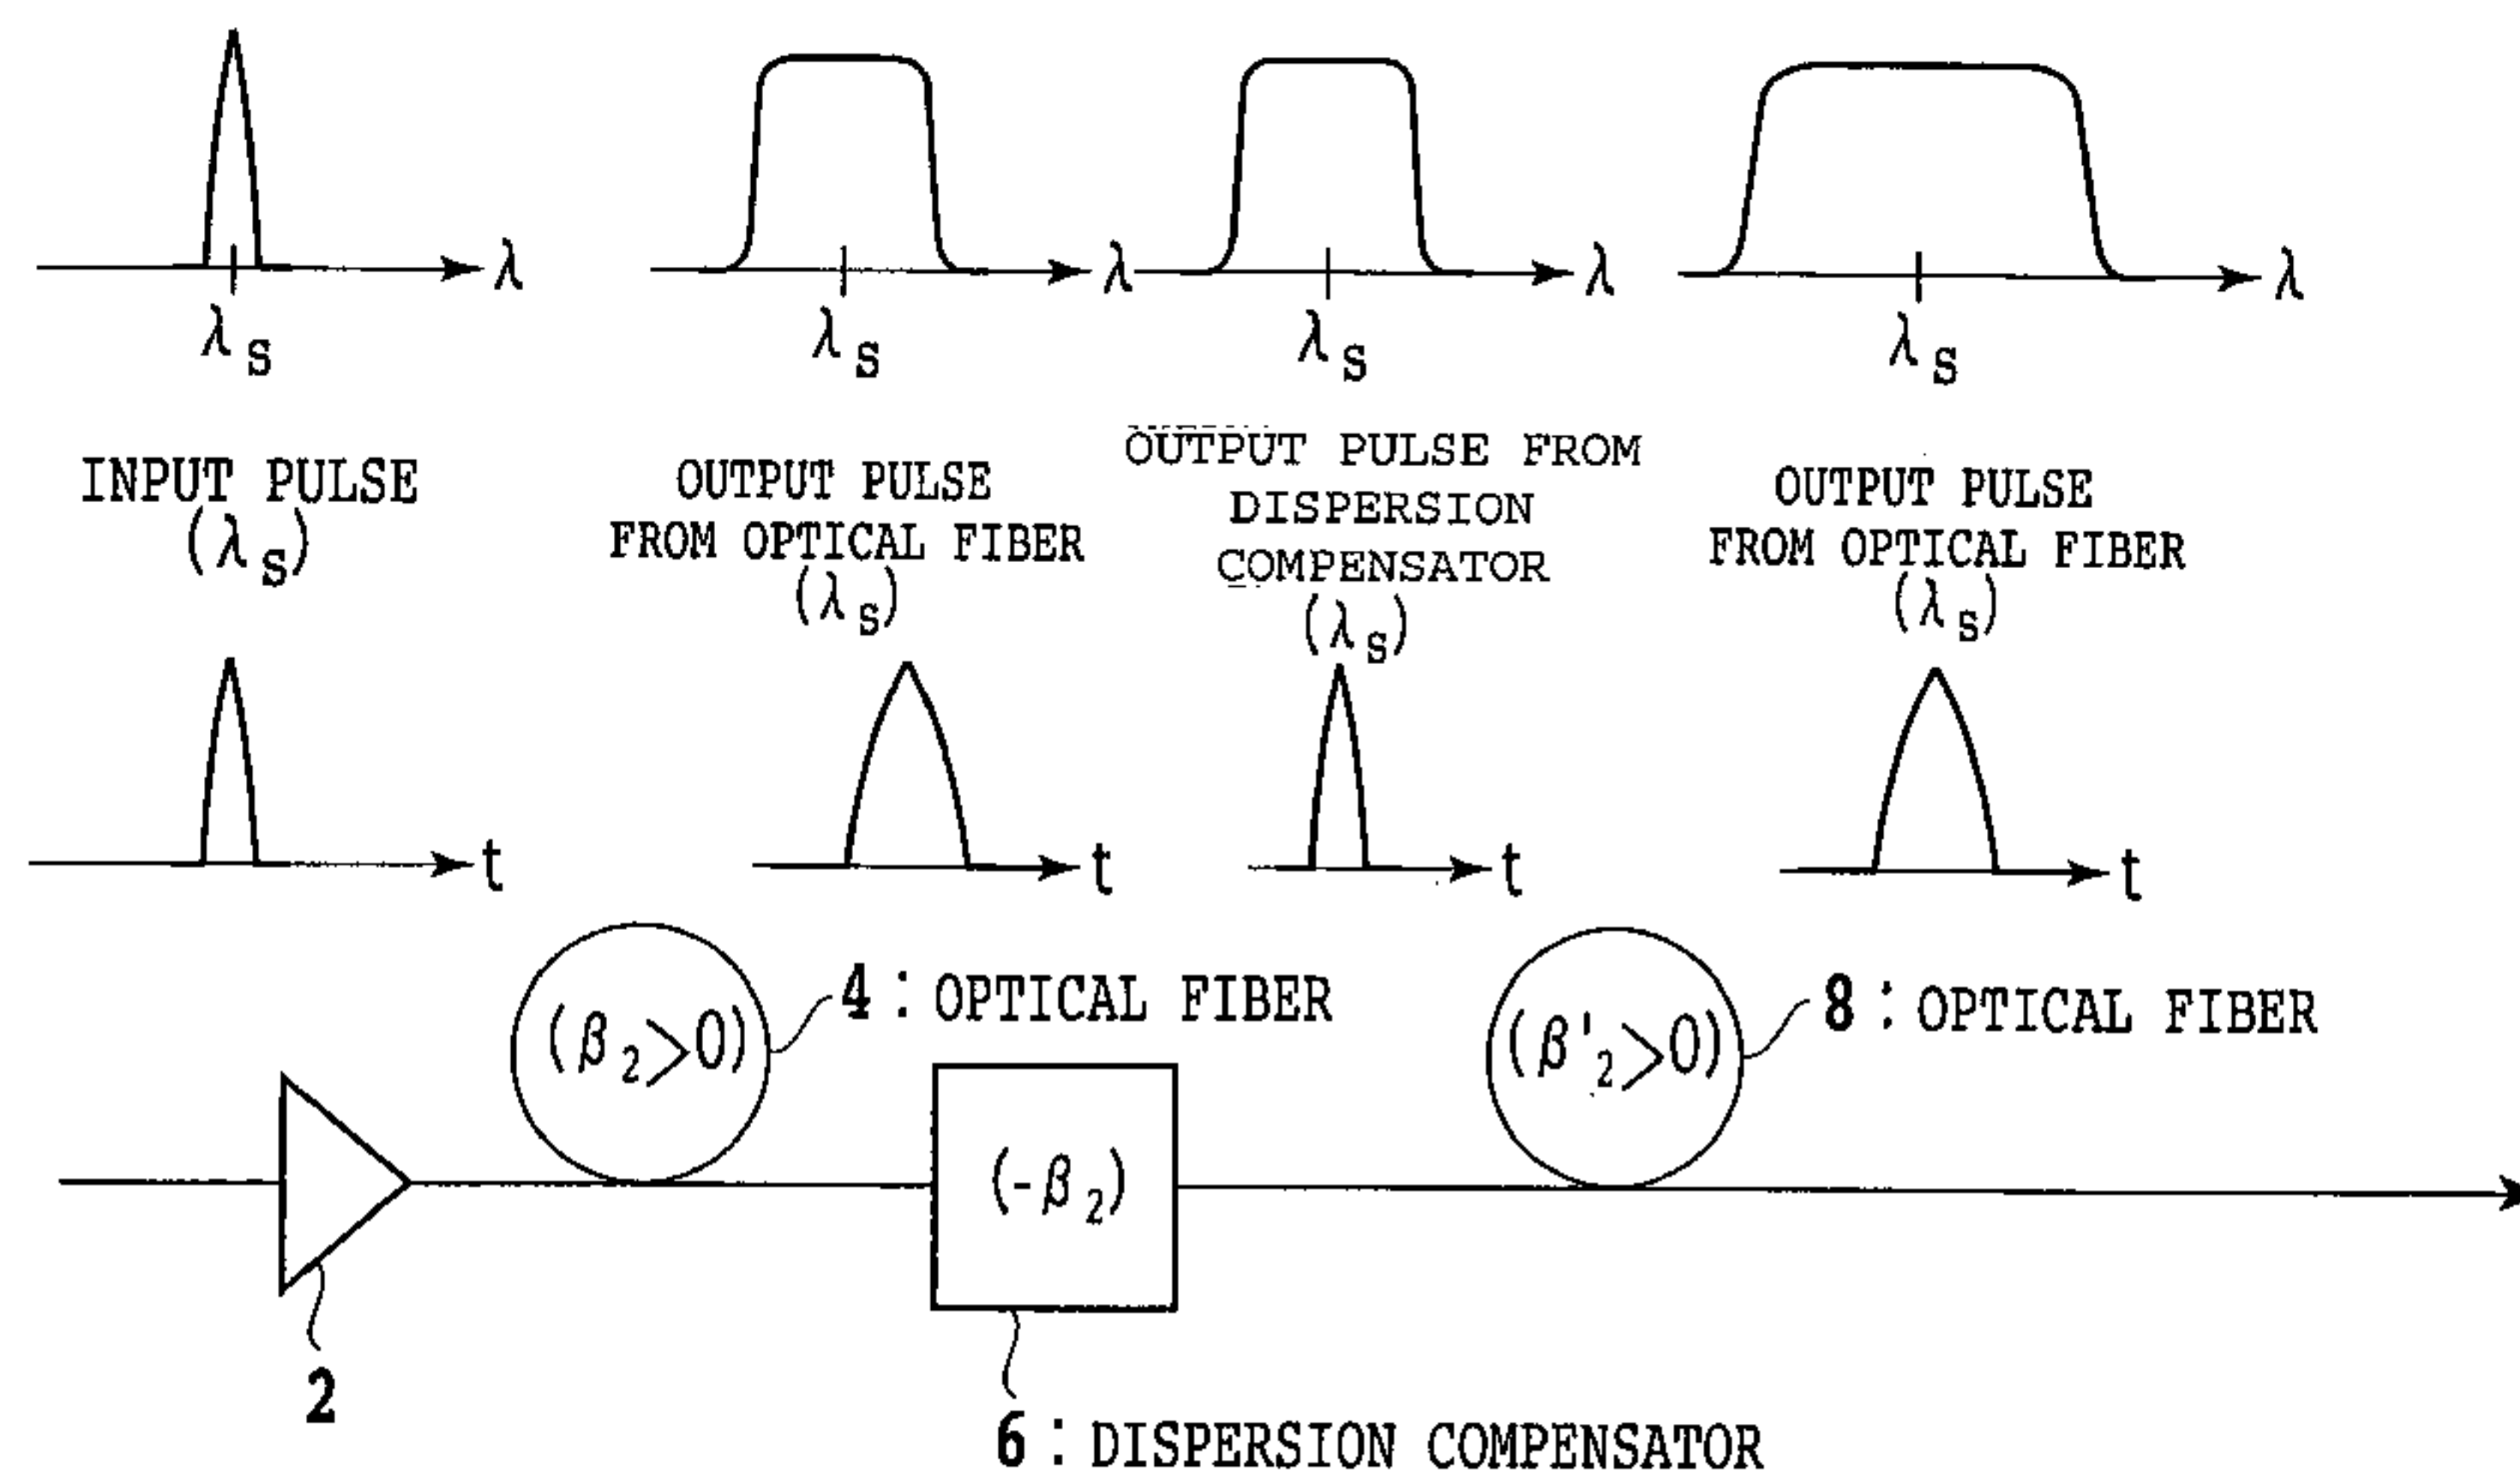 λ
λ
λ
λ
λs
λs
λs
λs
INPUT PULSE
(λs)
OUTPUT PULSE
FROM OPTICAL FIBER
(λs)
OUTPUT PULSE FROM
DISPERSION
COMPENSATOR
(λs)
OUTPUT PULSE
FROM OPTICAL FIBER
(λs)
t
t
t
t
(β2>0)
4 : OPTICAL FIBER
(β'2>0)
8 : OPTICAL FIBER
(-β2)
2
6 : DISPERSION COMPENSATOR